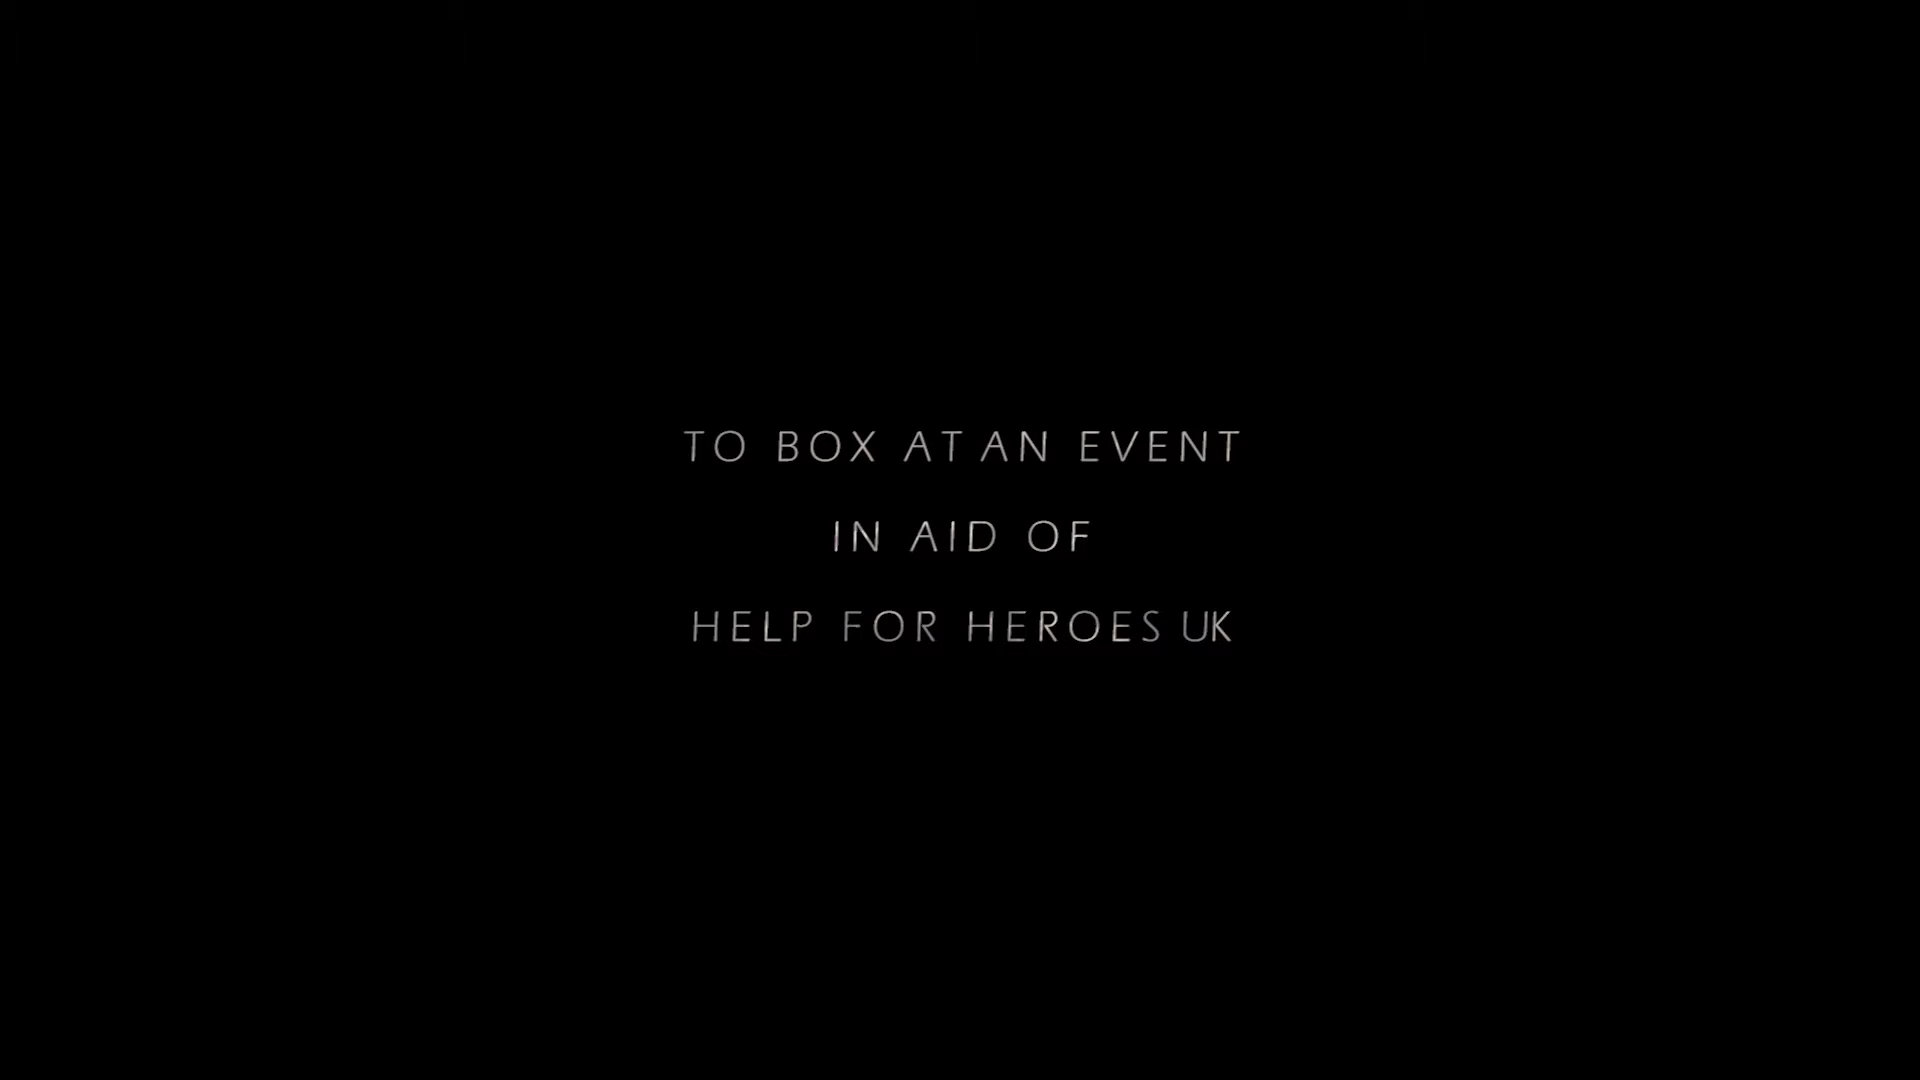 TO BOX AT AN EVENT
IN AID OF
HELP FOR HEROES UK